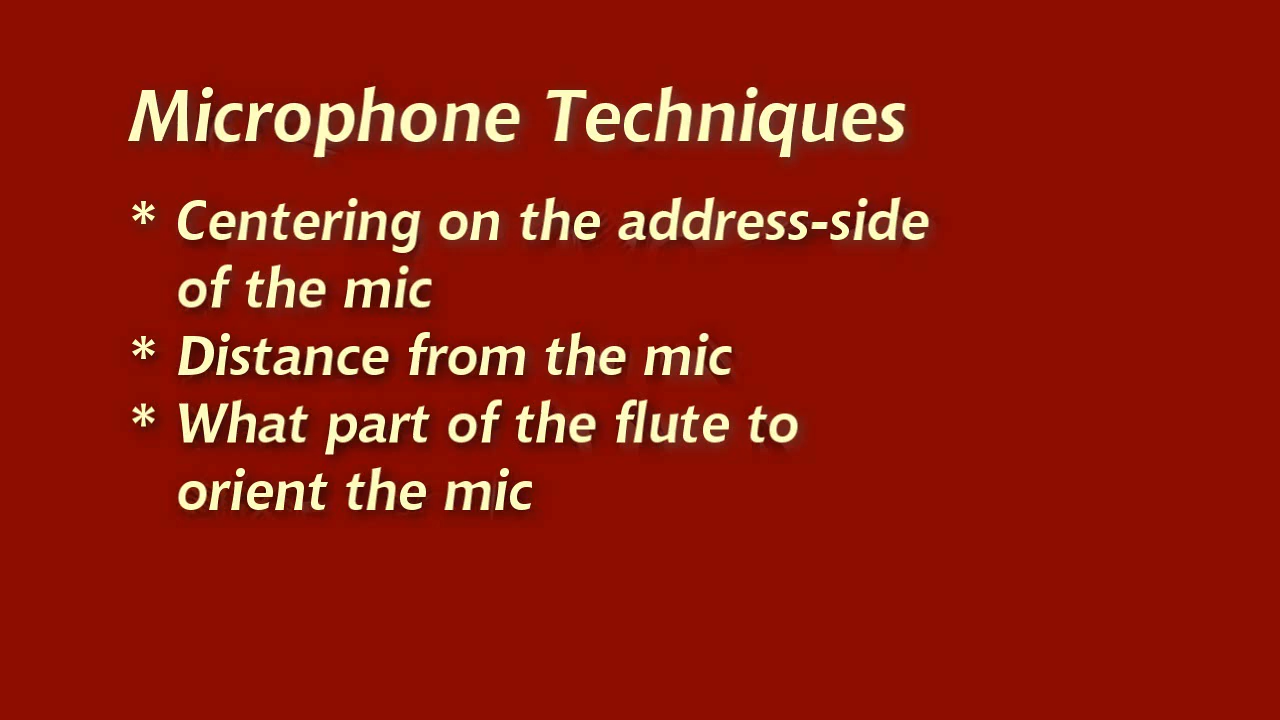 Microphone Techniques
* Centering on the address-side
of the mic
* Distance from the mic
* What part of the flute to
orient the mic